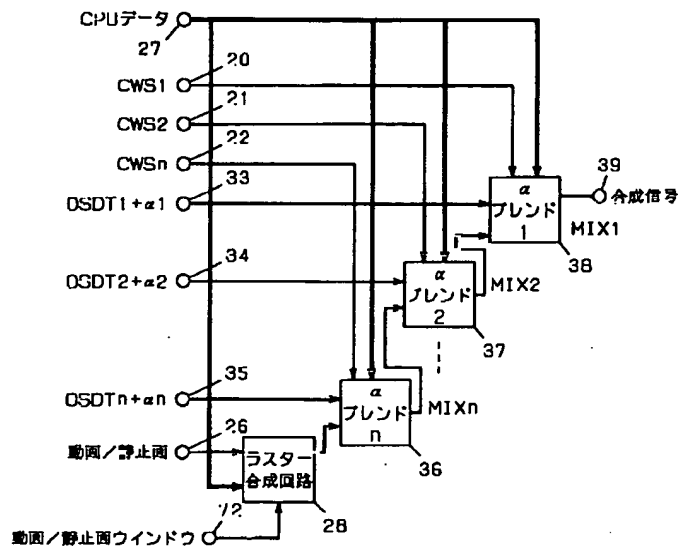 CPUデータ
27
20
CWS1
21
CWS2
22
CWSn
33
OSDT1+α1
34
OSDT2+α2
35
OSDTn+αn
26
動画/静止画
ラスター
合成回路
28
12
動画/静止画ウインドウ
α
ブレンド
n
MIXn
36
α
ブレンド
2
MIX2
37
α
ブレンド
1
MIX1
38
39
合成信号